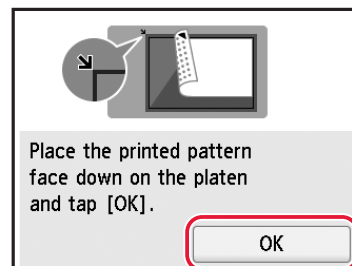 Place the printed pattern
face down on the platen
and tap [OK].
OK